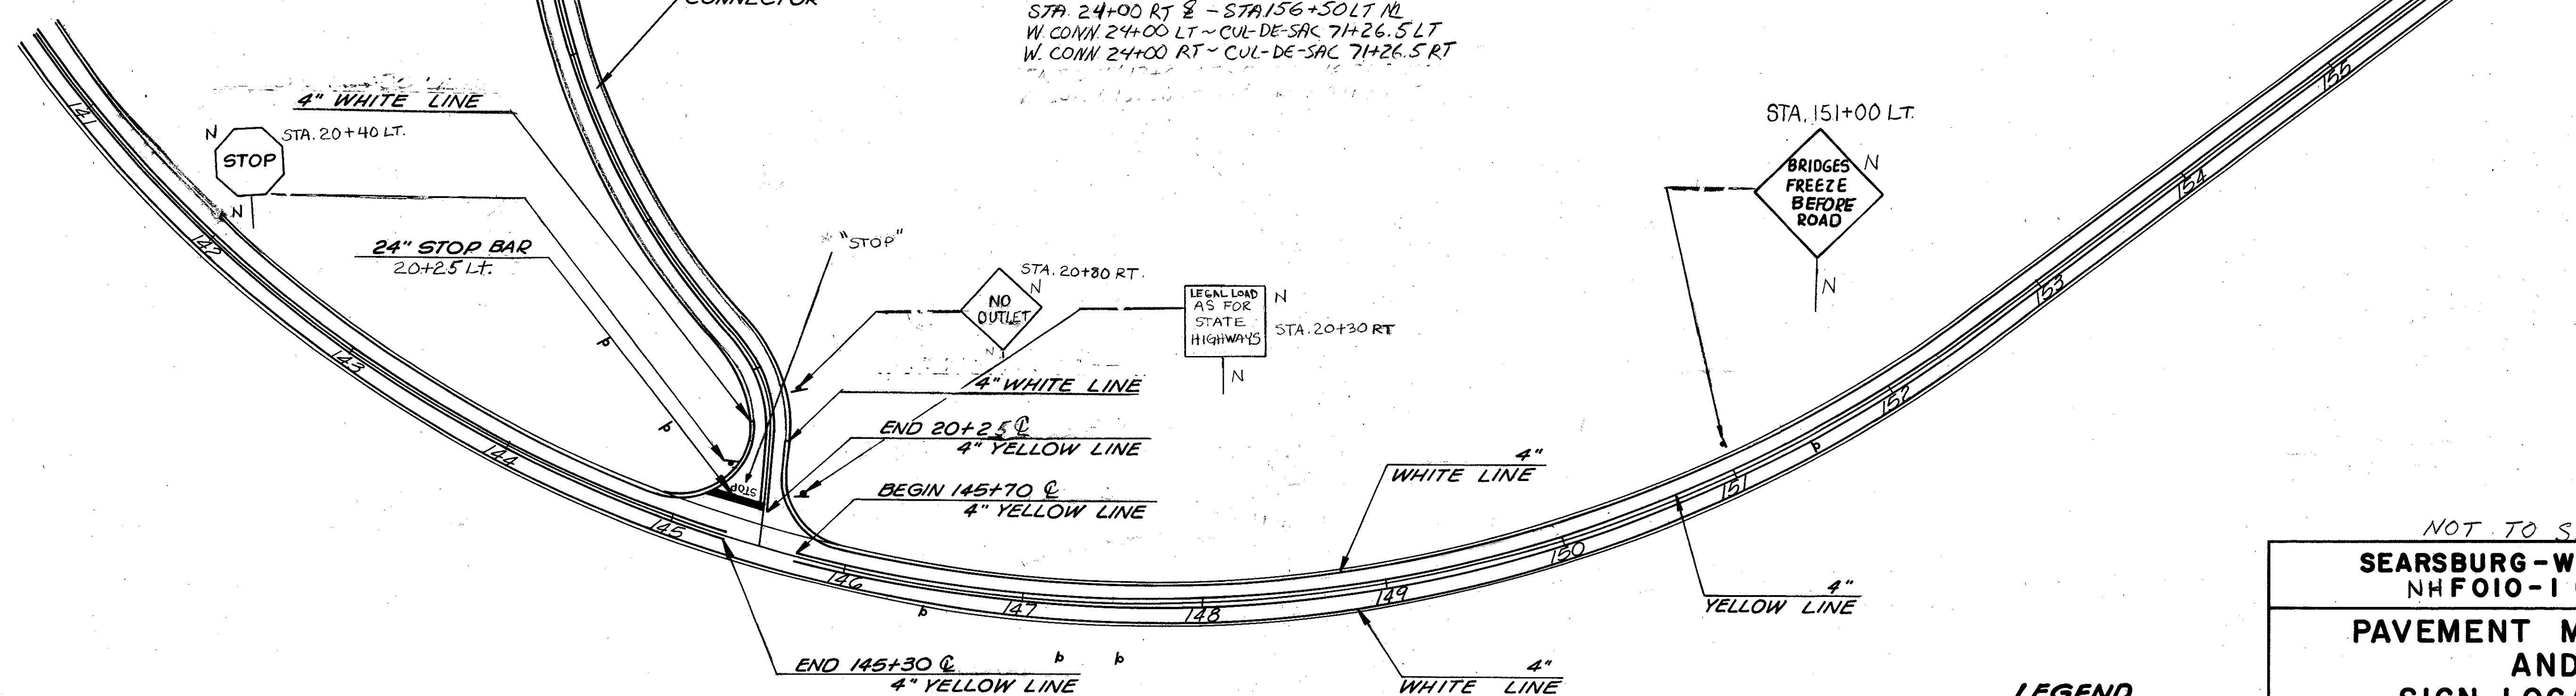 CONNECTOR
STA. 24+00 RT ℄ - STA.156+50 LT
W. CONN. 24+00 LT ~ CUL-DE-SAC 71+26.5 LT
W. CONN. 24+00 RT ~ CUL-DE-SAC 71+26.5 RT
4" WHITE LINE
N
STOP
STA. 20+40 LT.
N
24" STOP BAR
20+25 LT.
"STOP"
NO
OUTLET
STA. 20+80 RT.
N
N
LEGAL LOAD
AS FOR
STATE
HIGHWAYS
N
STA. 20+30 RT
N
STA. 151+00 LT.
BRIDGES
FREEZE
BEFORE
ROAD
N
N
4" WHITE LINE
END 20+25 ℄
4" YELLOW LINE
BEGIN 145+70 ℄
4" YELLOW LINE
STOP
4"
WHITE LINE
141
142
143
144
145
146
147
148
149
150
151
152
153
154
155
END 145+30 ℄
4" YELLOW LINE
4"
WHITE LINE
4"
YELLOW LINE
NOT TO S
SEARSBURG-W
NH F010-1
PAVEMENT M
AND
SIGN LOC
LEGEND